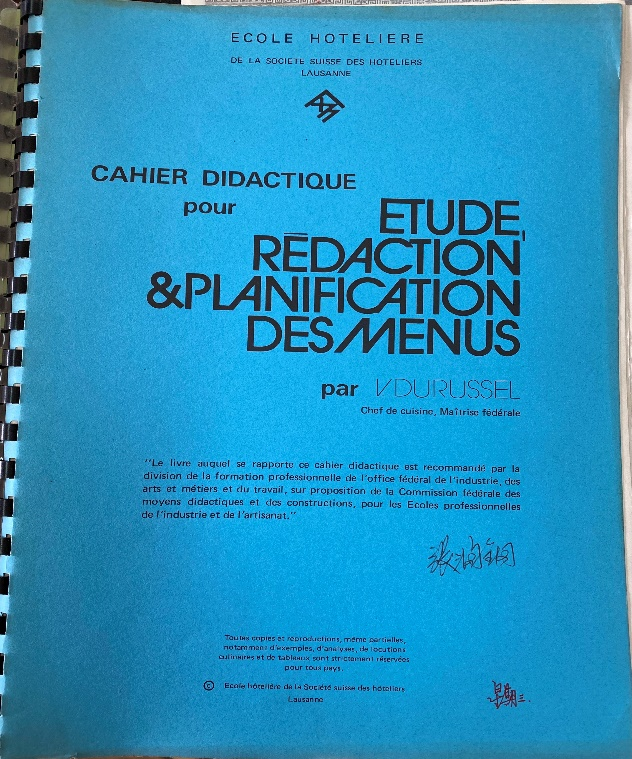 ECOLE HOTELIERE
DE LA SOCIETE SUISSE DES HOTELIERS
LAUSANNE
CAHIER DIDACTIQUE
pour
ETUDE,
RÉDACTION
&PLANIFICATION
DES MENUS
par V DURUSSEL
Chef de cuisine, Maîtrise fédérale
"Le livre auquel se rapporte ce cahier didactique est recommandé par la
division de la formation professionnelle de l'office fédéral de l'industrie, des
arts et métiers et du travail, sur proposition de la Commission fédérale des
moyens didactiques et des constructions, pour les Ecoles professionnelles
de l'industrie et de l'artisanat."
Toutes copies et reproductions, même partielles,
notamment d'exemples, d'analyses, de locutions
culinaires et de tableaux sont strictement réservées
pour tous pays.
© Ecole hôtelière de la Société suisse des hôteliers
Lausanne
星期三.